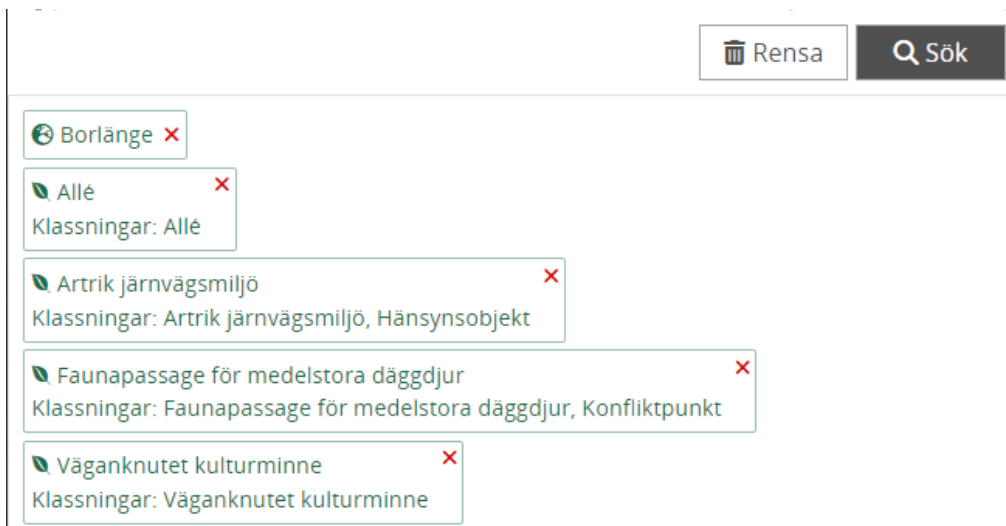 Rensa Sök
Borlänge
Allé
Klassningar: Allé
Artrik järnvägsmiljö
Klassningar: Artrik järnvägsmiljö, Hänsynsobjekt
Faunapassage för medelstora däggdjur
Klassningar: Faunapassage för medelstora däggdjur, Konfliktpunkt
Väganknutet kulturminne
Klassningar: Väganknutet kulturminne